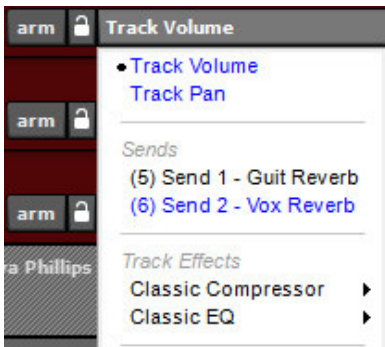 arm Track Volume
Track Volume
Track Pan
arm
Sends
(5) Send 1 - Guit Reverb
(6) Send 2 - Vox Reverb
arm
Track Effects
a Phillips
Classic Compressor
Classic EQ